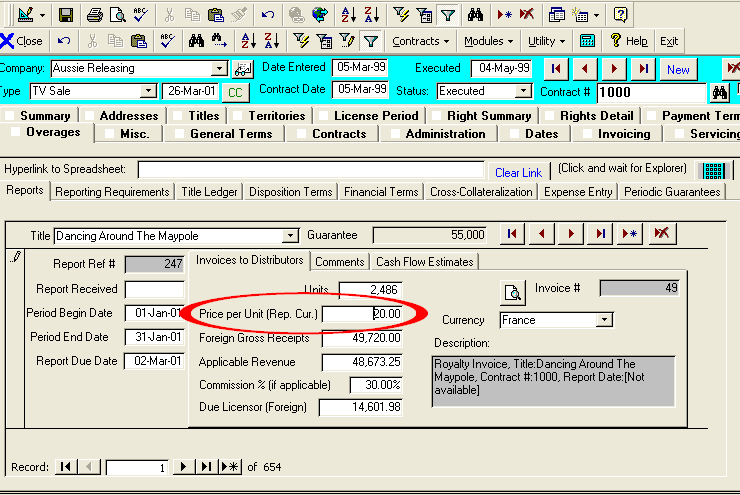 Close Contracts Modules Utility Help Exit
Company: Aussie Releasing Date Entered 05-Mar-99 Executed 04-May-99 New
Type TV Sale 26-Mar-01 CC Contract Date 05-Mar-99 Status: Executed Contract # 1000
Summary Addresses Titles Territories License Period Right Summary Rights Detail Payment Term
Overages Misc. General Terms Contracts Administration Dates Invoicing Servicing
Hyperlink to Spreadsheet: Clear Link (Click and wait for Explorer)
Reports Reporting Requirements Title Ledger Disposition Terms Financial Terms Cross-Collateralization Expense Entry Periodic Guarantees
Title Dancing Around The Maypole Guarantee 55,000
Report Ref # 247 Invoices to Distributors Comments Cash Flow Estimates
Report Received Units 2,486 Invoice # 49
Period Begin Date 01-Jan-01 Price per Unit (Rep. Cur.) 20.00 Currency France
Period End Date 31-Jan-01 Foreign Gross Receipts 49,720.00 Description:
Report Due Date 02-Mar-01 Applicable Revenue 48,673.25 Royalty Invoice, Title:Dancing Around The
Maypole, Contract #:1000, Report Date:[Not
available]
Commission % (if applicable) 30.00%
Due Licensor (Foreign) 14,601.98
Record: 1 of 654